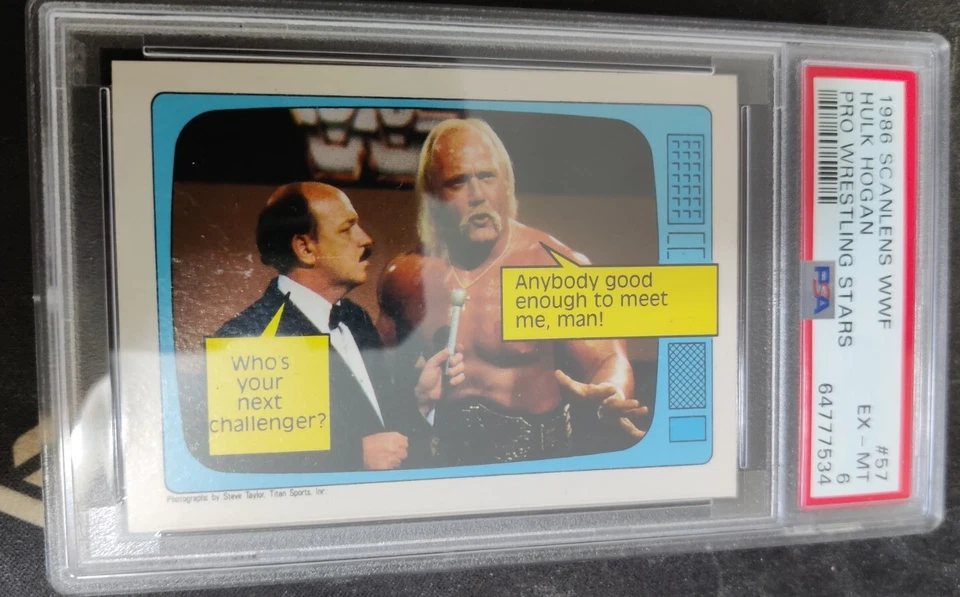 1986 SCANLENS WWF #57
HULK HOGAN EX - MT
PRO WRESTLING STARS 6
PSA 64777534
Anybody good
enough to meet
me, man!
Who's
your
next
challenger?
Photographs by Steve Taylor, Titan Sports, Inc